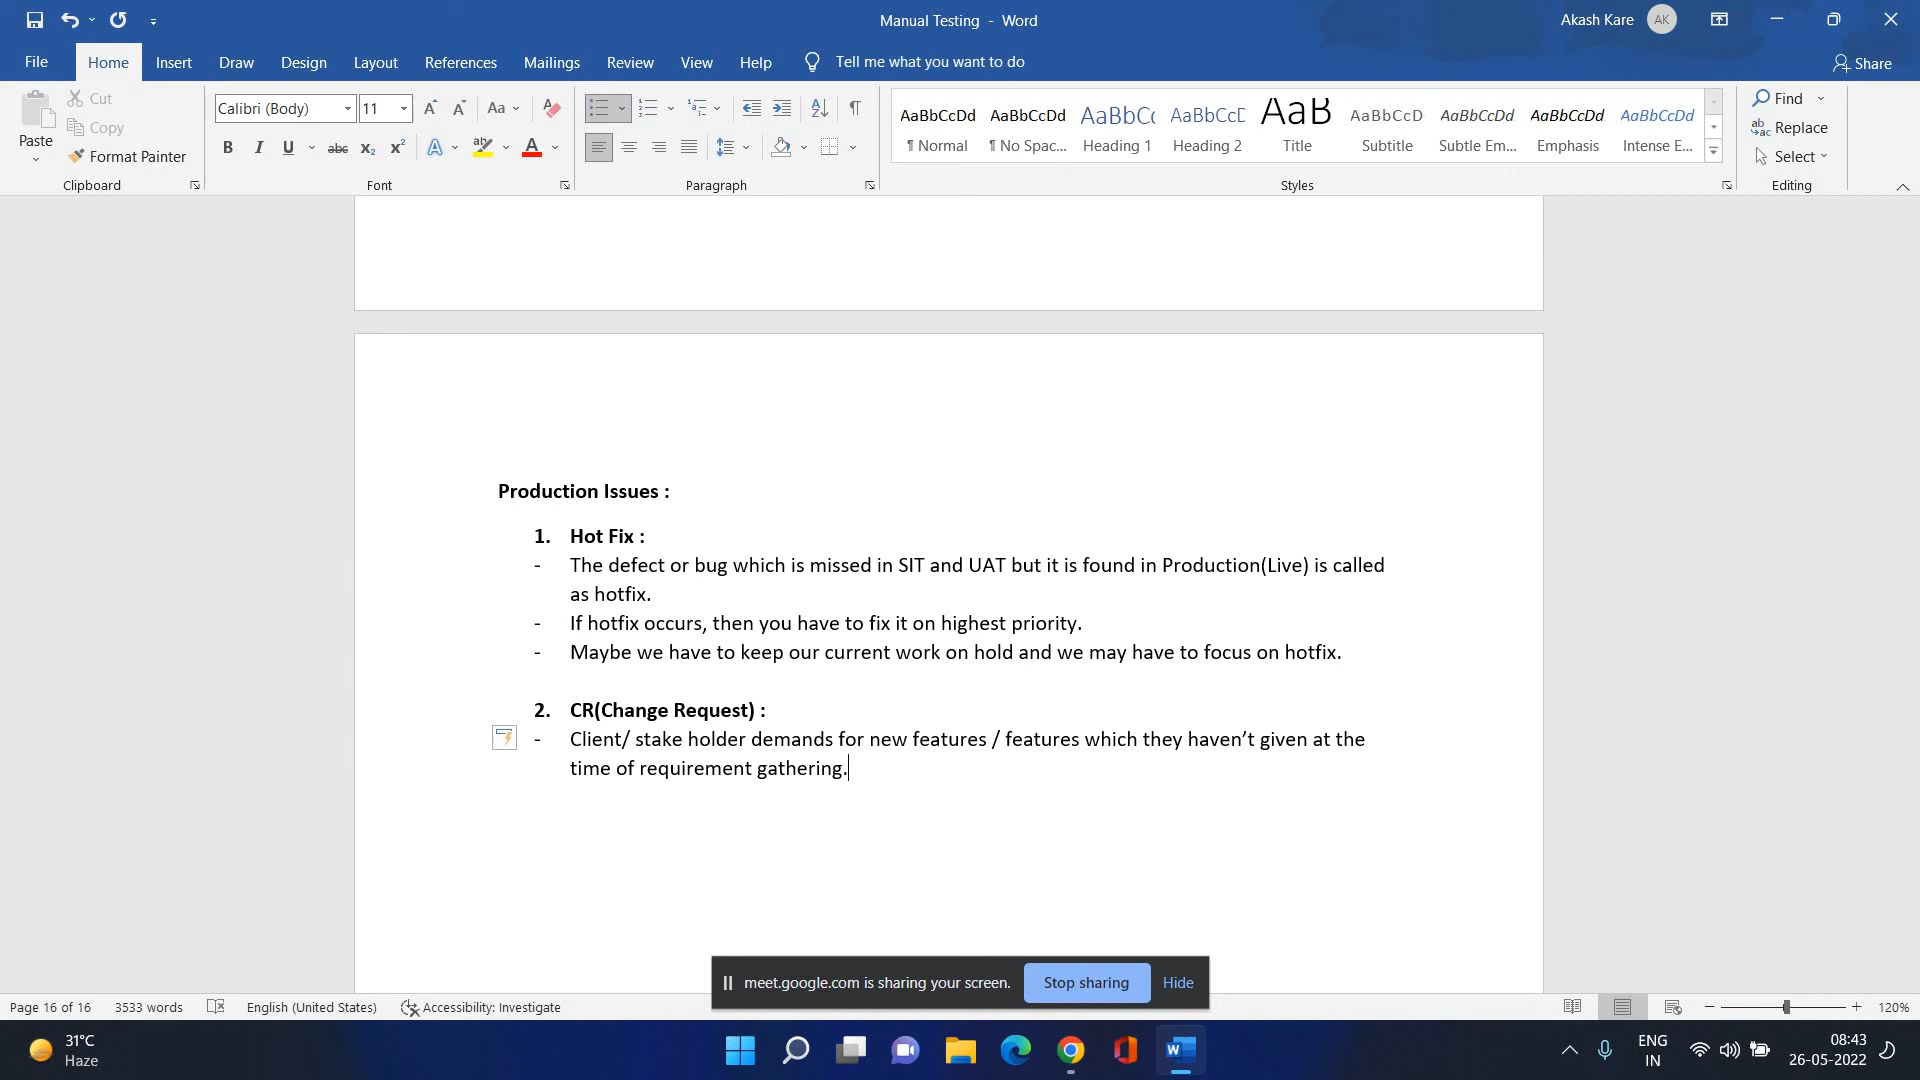 Manual Testing - Word
Akash Kare
AK
File Home Insert Draw Design Layout References Mailings Review View Help Tell me what you want to do
Share
Paste
Cut
Copy
Format Painter
Clipboard
Calibri (Body) 11
Font
Paragraph
AaBbCcDd AaBbCcDd AaBbCc AaBbCcD AaB AaBbCcD AaBbCcDd AaBbCcDd AaBbCcDd
¶ Normal ¶ No Spac... Heading 1 Heading 2 Title Subtitle Subtle Em... Emphasis Intense E...
Styles
Find
Replace
Select
Editing
Production Issues :
1. Hot Fix :
- The defect or bug which is missed in SIT and UAT but it is found in Production(Live) is called
as hotfix.
- If hotfix occurs, then you have to fix it on highest priority.
- Maybe we have to keep our current work on hold and we may have to focus on hotfix.
2. CR(Change Request) :
- Client/ stake holder demands for new features / features which they haven’t given at the
time of requirement gathering.
meet.google.com is sharing your screen. Stop sharing Hide
Page 16 of 16 3533 words English (United States) Accessibility: Investigate
120%
31°C
Haze
ENG
IN
08:43
26-05-2022